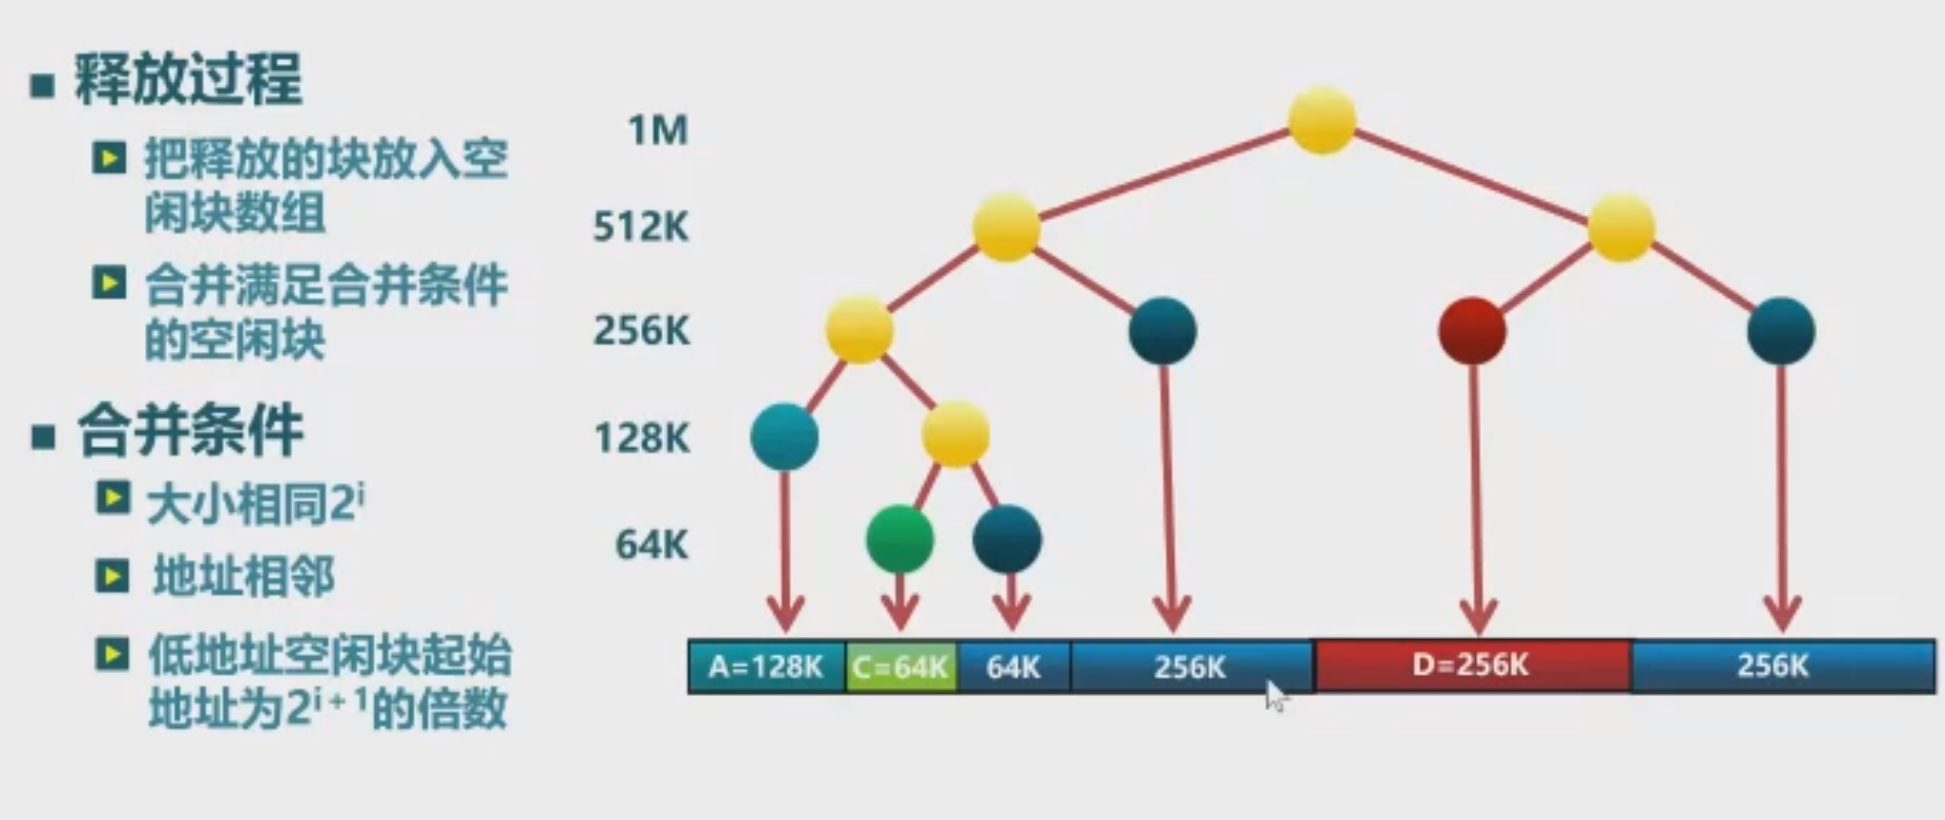 释放过程
把释放的块放入空
闲块数组
合并满足合并条件
的空闲块
合并条件
大小相同2ⁱ
地址相邻
低地址空闲块起始
地址为2ⁱ⁺¹的倍数
1M
512K
256K
128K
64K
A=128K C=64K 64K 256K D=256K 256K